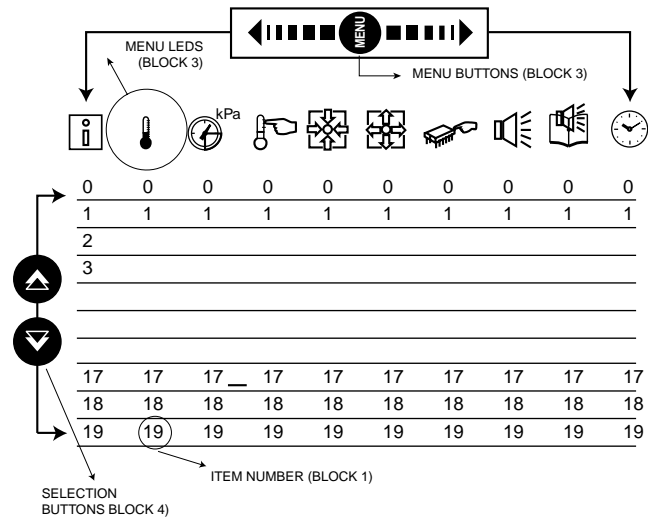 MENU
MENU LEDS
(BLOCK 3)
MENU BUTTONS (BLOCK 3)
kPa
0 0 0 0 0 0 0 0 0 0
1 1 1 1 1 1 1 1 1 1
2
3
17 17 17 17 17 17 17 17 17 17
18 18 18 18 18 18 18 18 18 18
19 19 19 19 19 19 19 19 19 19
ITEM NUMBER (BLOCK 1)
SELECTION
BUTTONS BLOCK 4)